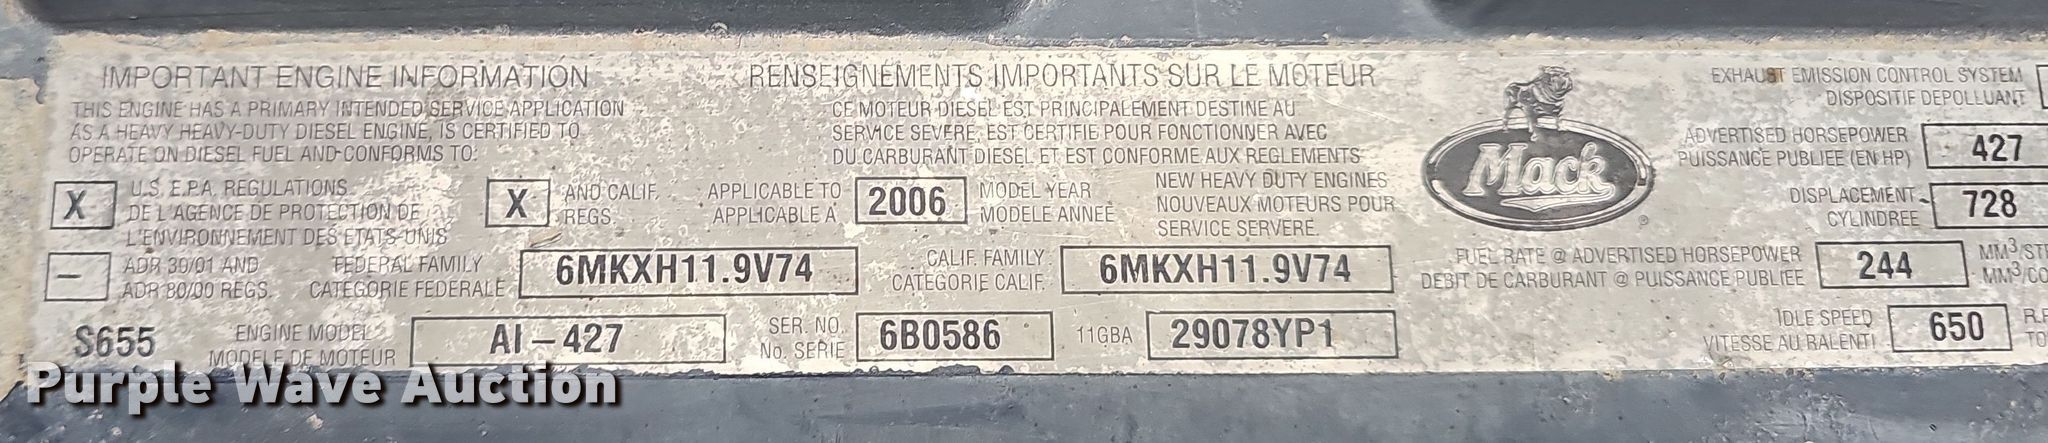 IMPORTANT ENGINE INFORMATION
THIS ENGINE HAS A PRIMARY INTENDED SERVICE APPLICATION
AS A HEAVY HEAVY-DUTY DIESEL ENGINE, IS CERTIFIED TO
OPERATE ON DIESEL FUEL AND CONFORMS TO:
X U.S. E.P.A. REGULATIONS
DE L'AGENCE DE PROTECTION DE
L'ENVIRONNEMENT DES ETATS-UNIS
X AND CALIF.
REGS.
– ADR 30/01 AND
ADR 80/00 REGS.
RENSEIGNEMENTS IMPORTANTS SUR LE MOTEUR
CE MOTEUR DIESEL EST PRINCIPALEMENT DESTINE AU
SERVICE SEVERE, EST CERTIFIE POUR FONCTIONNER AVEC
DU CARBURANT DIESEL ET EST CONFORME AUX REGLEMENTS
APPLICABLE TO
APPLICABLE A
2006
MODEL YEAR
MODELE ANNEE
NEW HEAVY DUTY ENGINES
NOUVEAUX MOTEURS POUR
SERVICE SERVERE.
FEDERAL FAMILY
CATEGORIE FEDERALE
6MKXH11.9V74
CALIF. FAMILY
CATEGORIE CALIF.
6MKXH11.9V74
S655
ENGINE MODEL
MODELE DE MOTEUR
AI-427
SER. NO.
No. SERIE
6B0586
11GBA
29078YP1
Mack
EXHAUST EMISSION CONTROL SYSTEM
DISPOSITIF DEPOLLUANT
ADVERTISED HORSEPOWER
PUISSANCE PUBLIEE (EN HP)
427
DISPLACEMENT
CYLINDREE
728
FUEL RATE @ ADVERTISED HORSEPOWER
DEBIT DE CARBURANT @ PUISSANCE PUBLIEE
244
MM³/ST
MM³/CO
IDLE SPEED
VITESSE AU RALENTI
650
R.P
TO
Purple Wave Auction